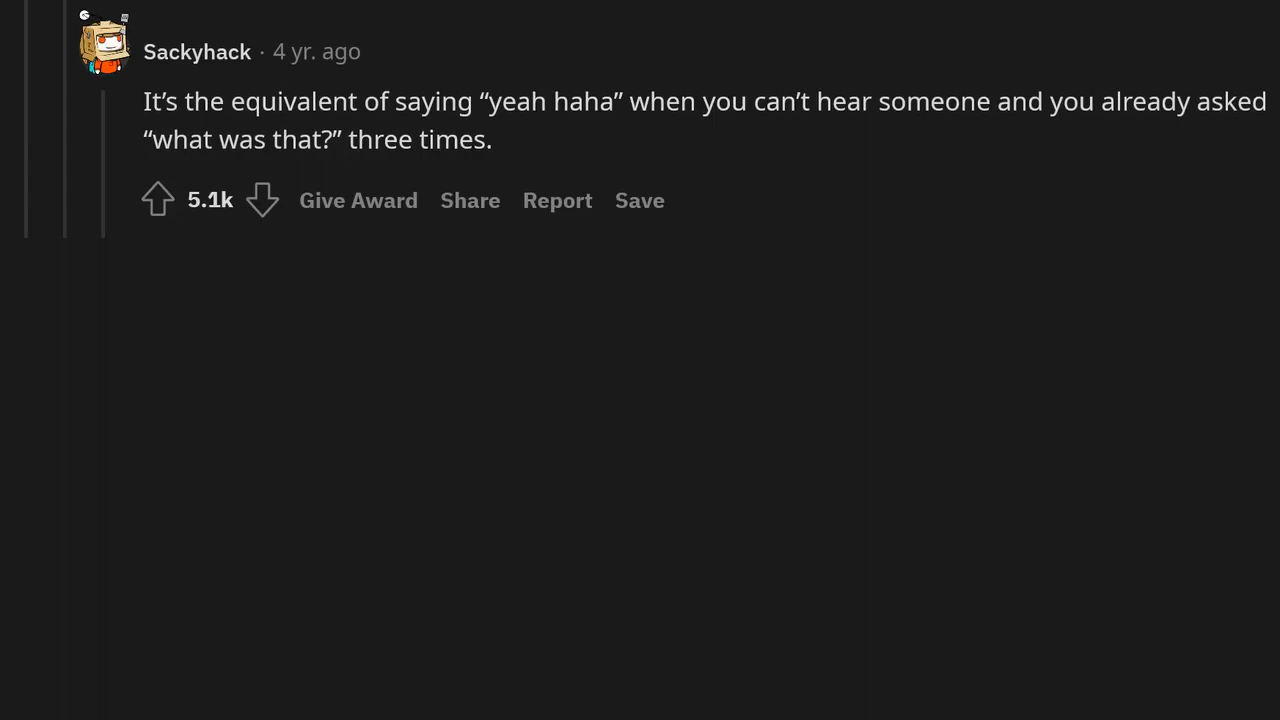 Sackyhack · 4 yr. ago
It’s the equivalent of saying “yeah haha” when you can’t hear someone and you already asked
“what was that?” three times.
5.1k Give Award Share Report Save